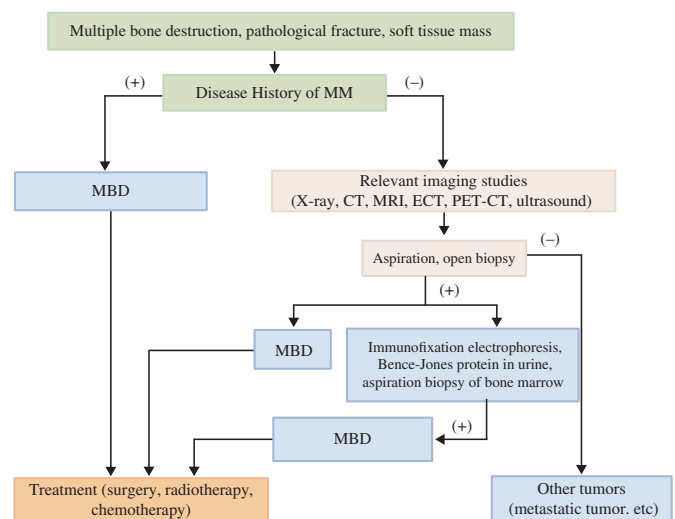 Multiple bone destruction, pathological fracture, soft tissue mass
(+)
Disease History of MM
(–)
MBD
Relevant imaging studies
(X-ray, CT, MRI, ECT, PET-CT, ultrasound)
(–)
Aspiration, open biopsy
(+)
MBD
Immunofixation electrophoresis,
Bence-Jones protein in urine,
aspiration biopsy of bone marrow
MBD
(+)
Treatment (surgery, radiotherapy,
chemotherapy)
Other tumors
(metastatic tumor. etc)